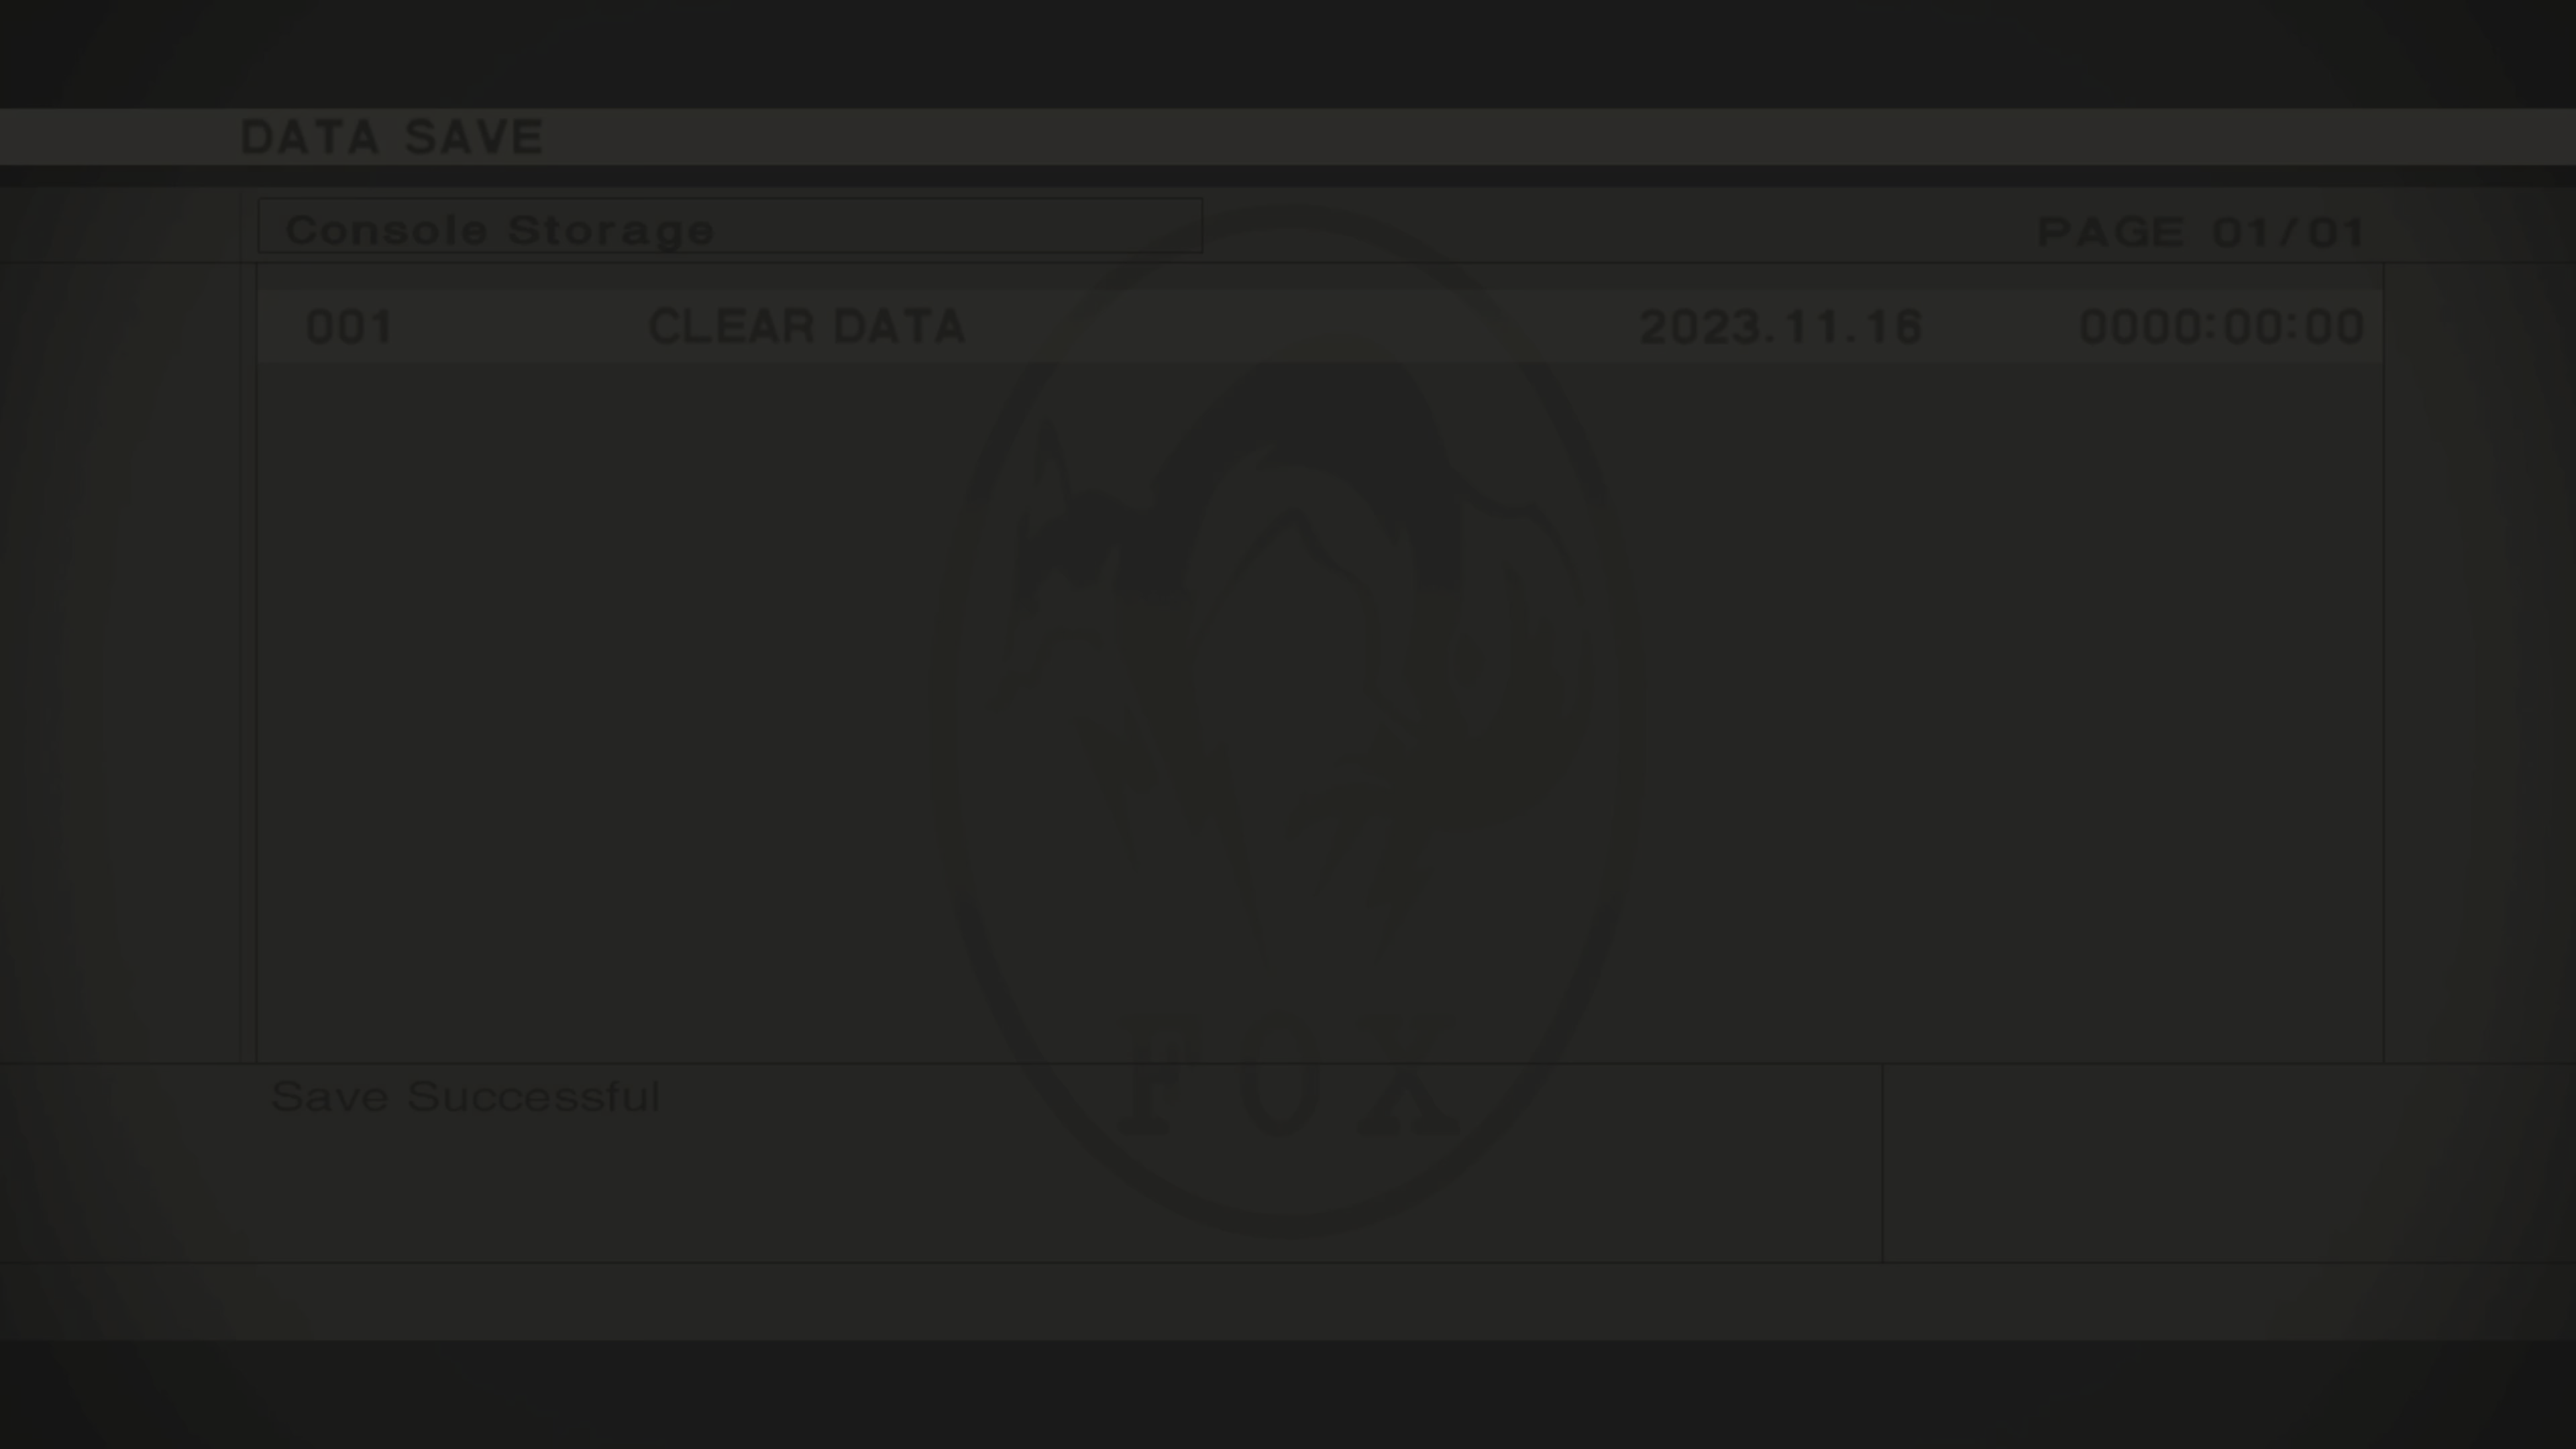 DATA SAVE
Console Storage
PAGE 01/01
001 CLEAR DATA 2023.11.16 0000:00:00
FOX
Save Successful